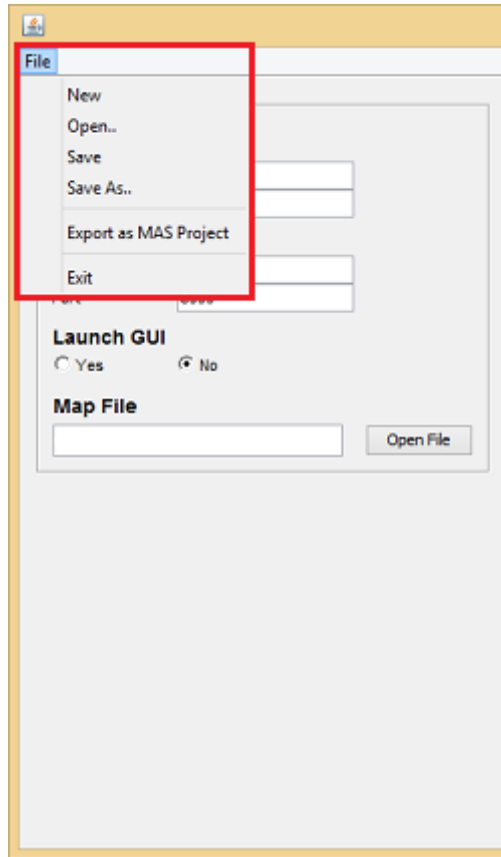 File
New
Open..
Save
Save As..
Export as MAS Project
Exit
Launch GUI
Yes No
Map File
Open File